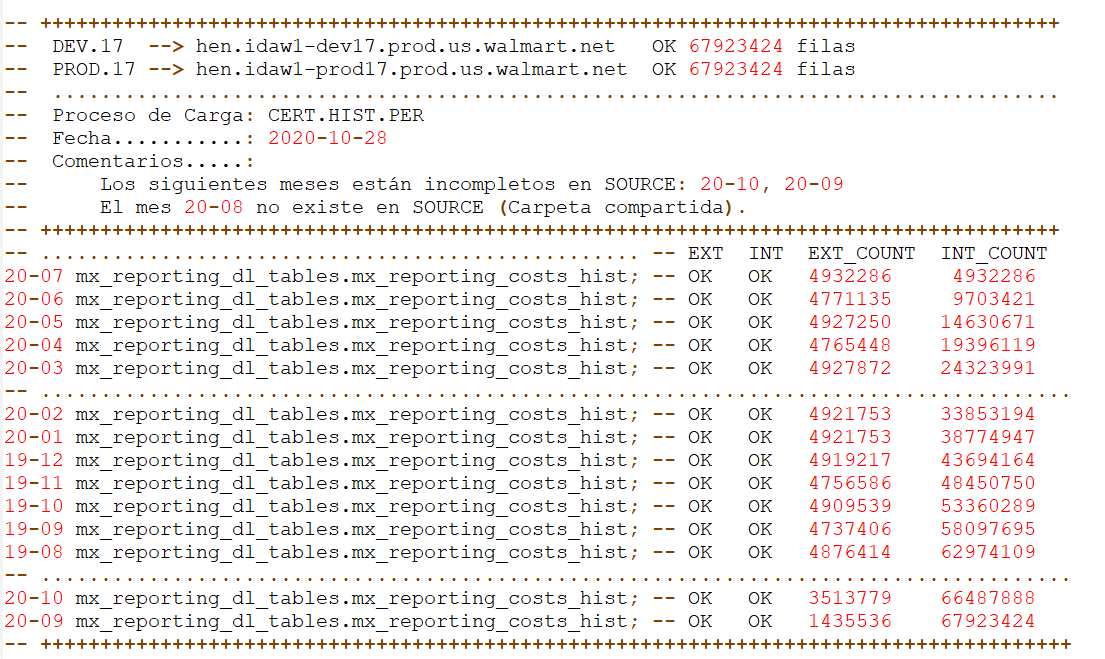 -- +++++++++++++++++++++++++++++++++++++++++++++++++++++++++++++++++++++++++++++++++++++
--  DEV.17  --> hen.idaw1-dev17.prod.us.walmart.net   OK 67923424 filas
--  PROD.17 --> hen.idaw1-prod17.prod.us.walmart.net  OK 67923424 filas
--  ....................................................................................
--  Proceso de Carga: CERT.HIST.PER
--  Fecha...........: 2020-10-28
--  Comentarios.....:
--      Los siguientes meses están incompletos en SOURCE: 20-10, 20-09
--      El mes 20-08 no existe en SOURCE (Carpeta compartida).
-- +++++++++++++++++++++++++++++++++++++++++++++++++++++++++++++++++++++++++++++++++++++
-- .................................................. -- EXT  INT  EXT_COUNT  INT_COUNT
20-07 mx_reporting_dl_tables.mx_reporting_costs_hist; -- OK   OK   4932286     4932286
20-06 mx_reporting_dl_tables.mx_reporting_costs_hist; -- OK   OK   4771135     9703421
20-05 mx_reporting_dl_tables.mx_reporting_costs_hist; -- OK   OK   4927250    14630671
20-04 mx_reporting_dl_tables.mx_reporting_costs_hist; -- OK   OK   4765448    19396119
20-03 mx_reporting_dl_tables.mx_reporting_costs_hist; -- OK   OK   4927872    24323991
-- ......................................................................................
20-02 mx_reporting_dl_tables.mx_reporting_costs_hist; -- OK   OK   4921753    33853194
20-01 mx_reporting_dl_tables.mx_reporting_costs_hist; -- OK   OK   4921753    38774947
19-12 mx_reporting_dl_tables.mx_reporting_costs_hist; -- OK   OK   4919217    43694164
19-11 mx_reporting_dl_tables.mx_reporting_costs_hist; -- OK   OK   4756586    48450750
19-10 mx_reporting_dl_tables.mx_reporting_costs_hist; -- OK   OK   4909539    53360289
19-09 mx_reporting_dl_tables.mx_reporting_costs_hist; -- OK   OK   4737406    58097695
19-08 mx_reporting_dl_tables.mx_reporting_costs_hist; -- OK   OK   4876414    62974109
-- ......................................................................................
20-10 mx_reporting_dl_tables.mx_reporting_costs_hist; -- OK   OK   3513779    66487888
20-09 mx_reporting_dl_tables.mx_reporting_costs_hist; -- OK   OK   1435536    67923424
-- ++++++++++++++++++++++++++++++++++++++++++++++++++++++++++++++++++++++++++++++++++++++